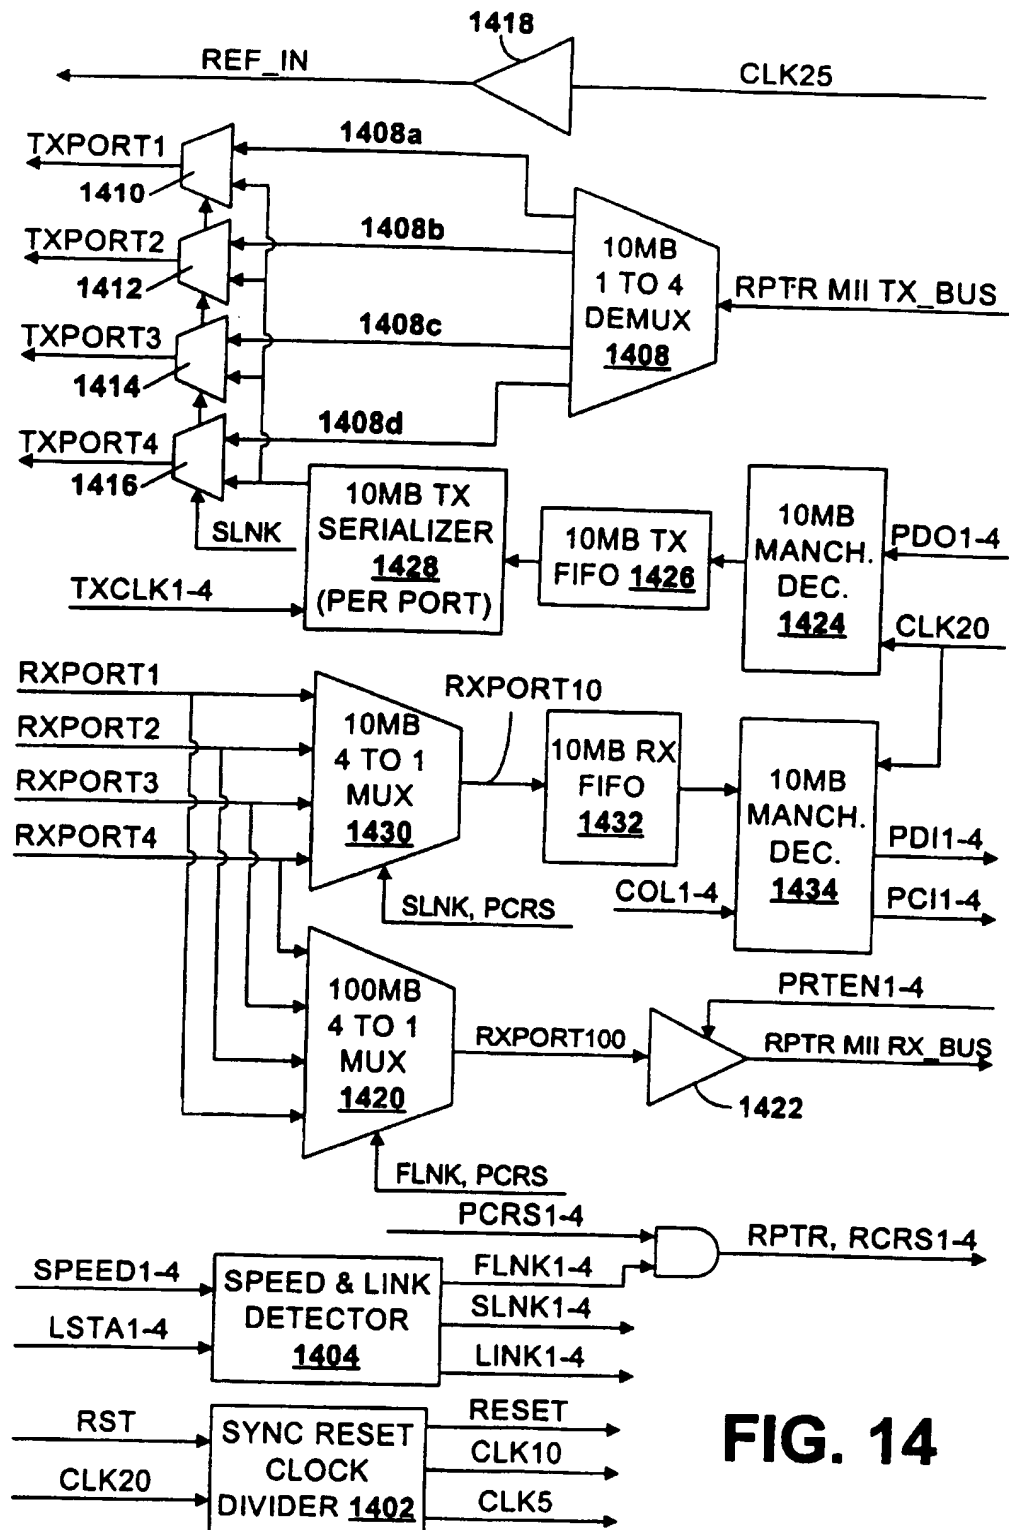 1418
REF_IN
CLK25
TXPORT1
1408a
1410
TXPORT2
1408b
10MB
1 TO 4
DEMUX
1408
RPTR MII TX_BUS
1412
TXPORT3
1408c
1414
TXPORT4
1408d
1416
SLNK
10MB TX
SERIALIZER
1428
(PER PORT)
10MB TX
FIFO 1426
10MB
MANCH.
DEC.
1424
PDO1-4
TXCLK1-4
CLK20
RXPORT1
RXPORT2
RXPORT3
RXPORT4
10MB
4 TO 1
MUX
1430
RXPORT10
10MB RX
FIFO
1432
10MB
MANCH.
DEC.
1434
PDI1-4
PCI1-4
COL1-4
SLNK, PCRS
100MB
4 TO 1
MUX
1420
RXPORT100
PRTEN1-4
RPTR MII RX_BUS
1422
FLNK, PCRS
PCRS1-4
RPTR, RCRS1-4
SPEED1-4
LSTA1-4
SPEED & LINK
DETECTOR
1404
FLNK1-4
SLNK1-4
LINK1-4
RST
CLK20
SYNC RESET
CLOCK
DIVIDER 1402
RESET
CLK10
CLK5
FIG. 14